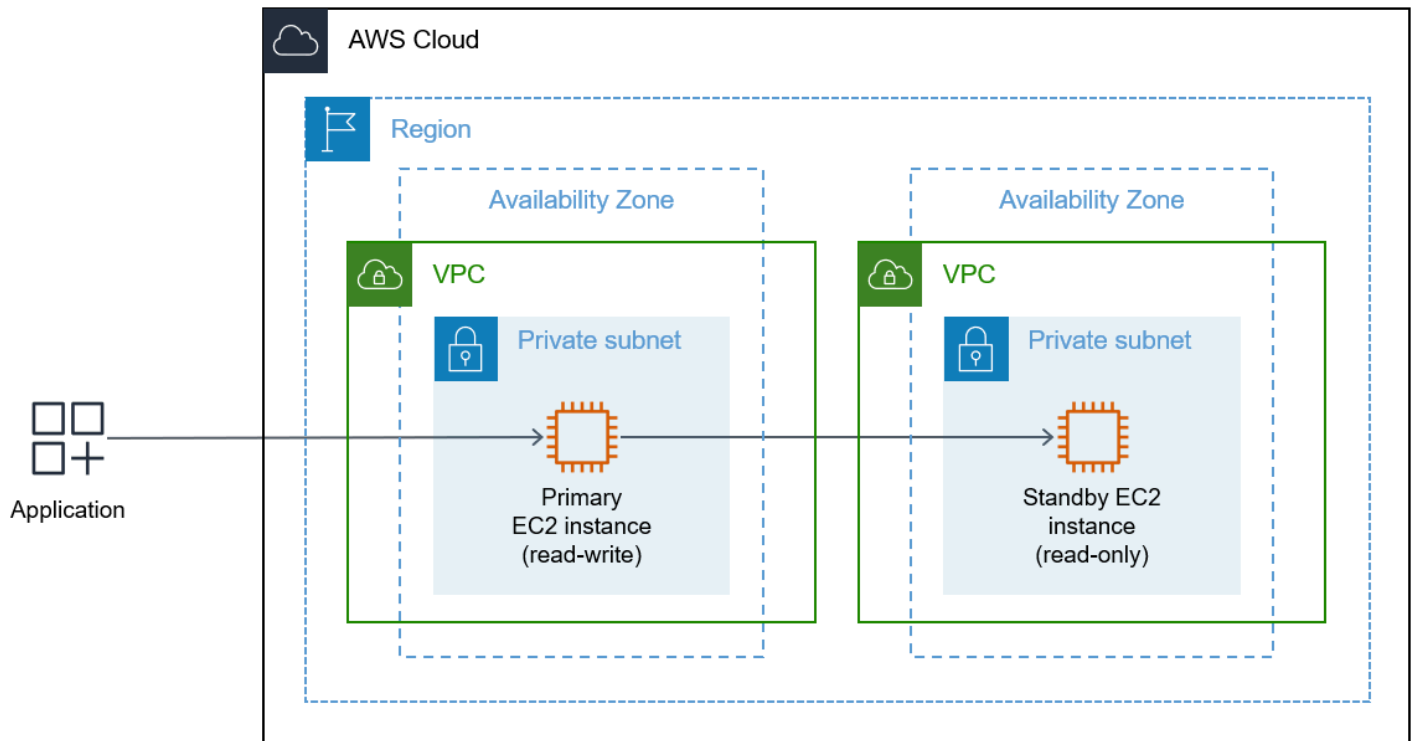 AWS Cloud
Region
Availability Zone
Availability Zone
VPC
VPC
Private subnet
Private subnet
Application
Primary
EC2 instance
(read-write)
Standby EC2
instance
(read-only)